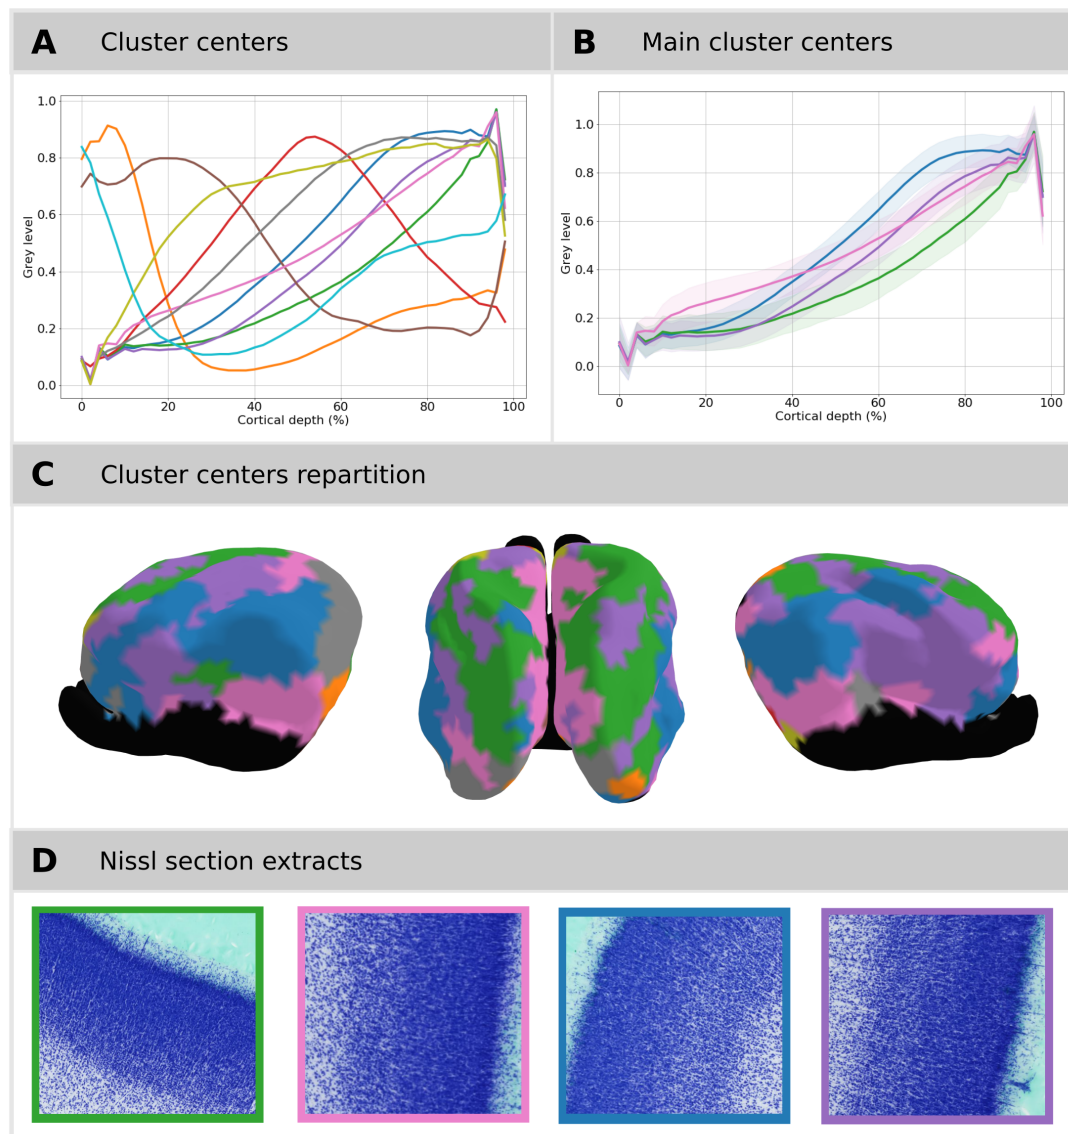 A Cluster centers
B Main cluster centers
1.0
0.8
0.6
0.4
0.2
0.0
Grey level
0 20 40 60 80 100
Cortical depth (%)
1.0
0.8
0.6
0.4
0.2
0.0
Grey level
0 20 40 60 80 100
Cortical depth (%)
C Cluster centers repartition
D Nissl section extracts